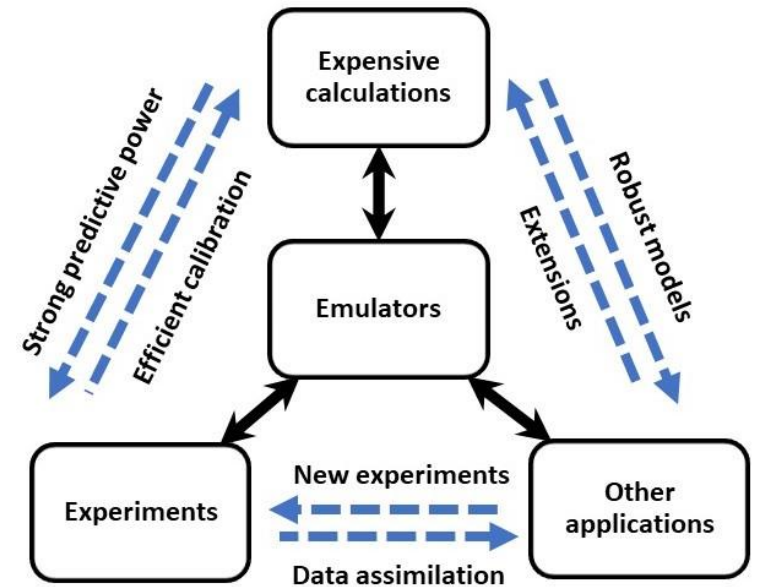 Expensive
calculations
Strong predictive power
Efficient calibration
Extensions
Robust models
Emulators
Experiments
New experiments
Data assimilation
Other
applications